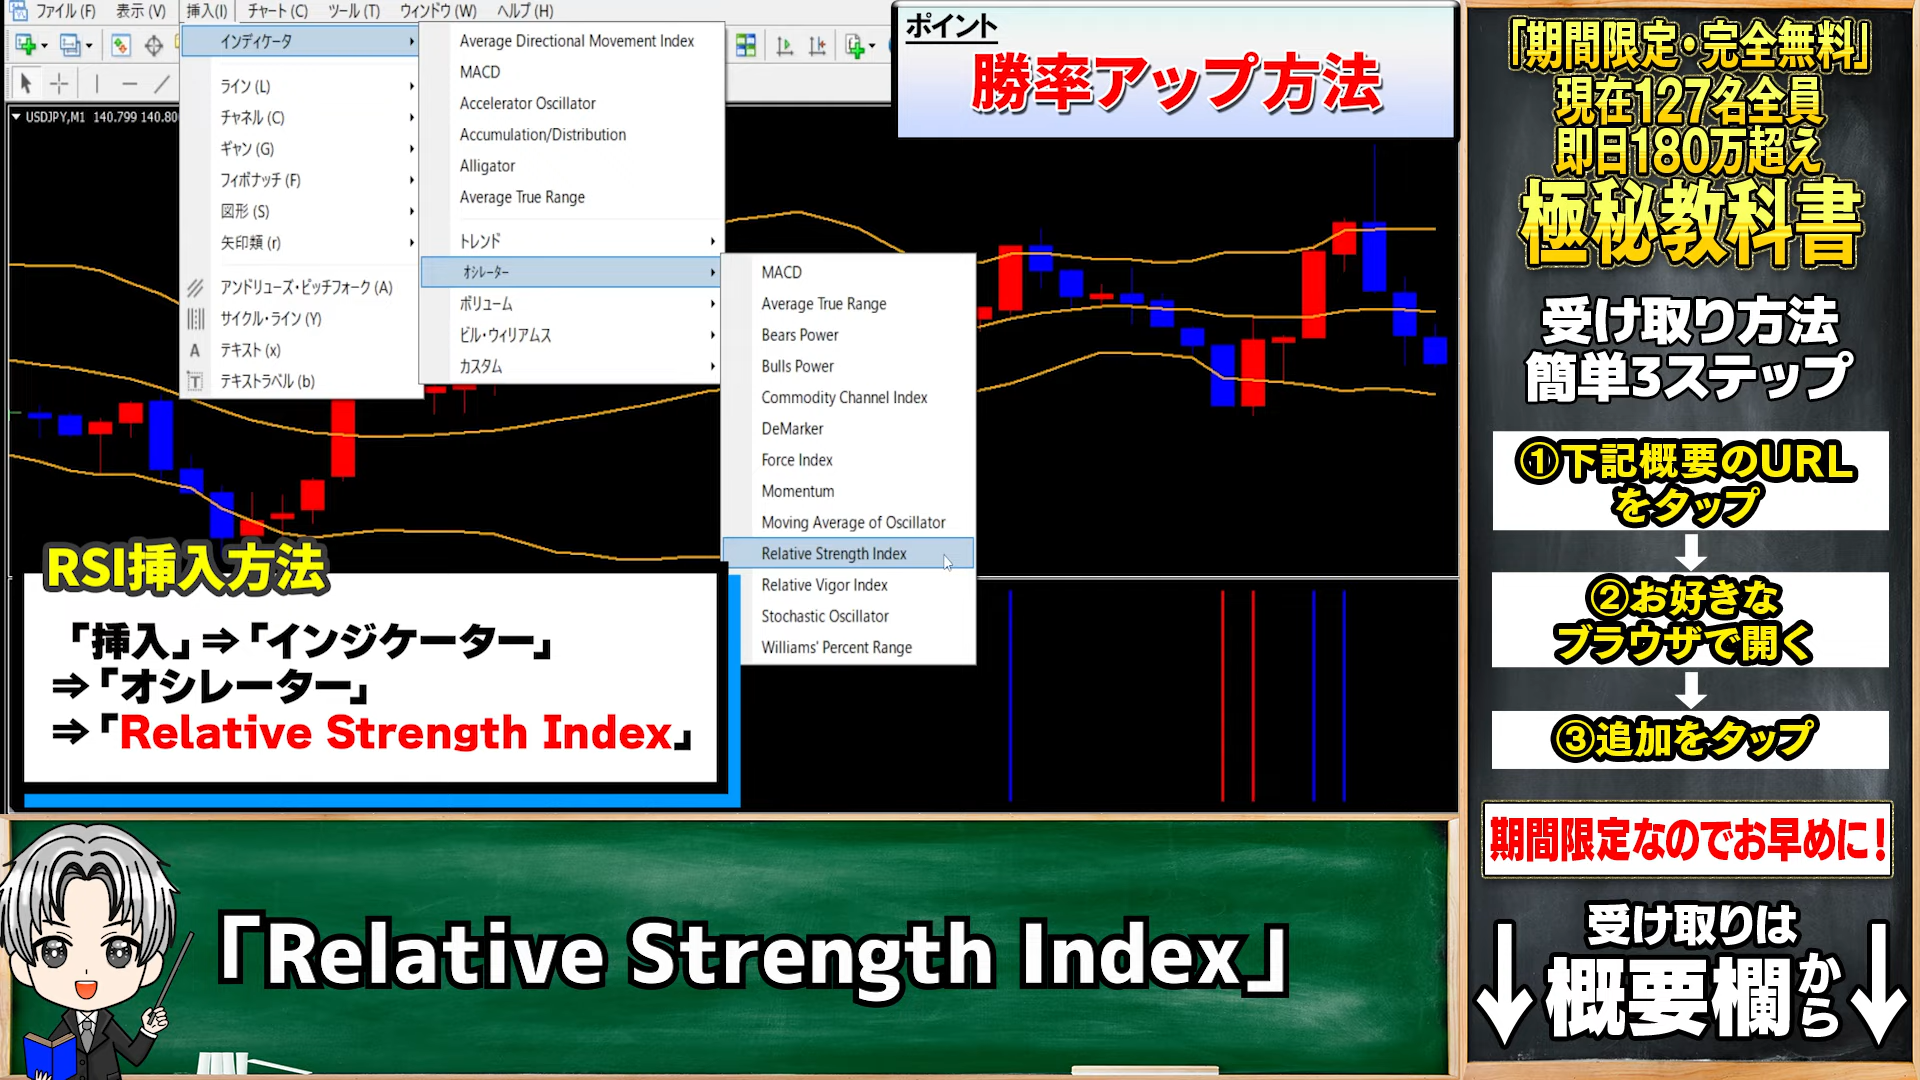 ファイル (F)
表示 (V)
挿入(I)
チャート (C)
ツール (T)
ウィンドウ (W)
ヘルプ (H)
インディケータ
ライン (L)
チャネル (C)
ギャン (G)
フィボナッチ (F)
図形 (S)
矢印類 (r)
アンドリューズ・ピッチフォーク (A)
サイクル・ライン (Y)
テキスト (x)
テキストラベル (b)
Average Directional Movement Index
MACD
Accelerator Oscillator
Accumulation/Distribution
Alligator
Average True Range
トレンド
オシレーター
ボリューム
ビル・ウィリアムス
カスタム
MACD
Average True Range
Bears Power
Bulls Power
Commodity Channel Index
DeMarker
Force Index
Momentum
Moving Average of Oscillator
Relative Strength Index
Relative Vigor Index
Stochastic Oscillator
Williams' Percent Range
USDJPY,M1 140.799
ポイント
勝率アップ方法
RSI挿入方法
「挿入」⇒「インジケーター」
⇒「オシレーター」
⇒「Relative Strength Index」
「Relative Strength Index」
「期間限定・完全無料」
現在127名全員
即日180万超え
極秘教科書
受け取り方法
簡単3ステップ
①下記概要のURL
をタップ
②お好きな
ブラウザで開く
③追加をタップ
期間限定なのでお早めに!
受け取りは
概要欄から